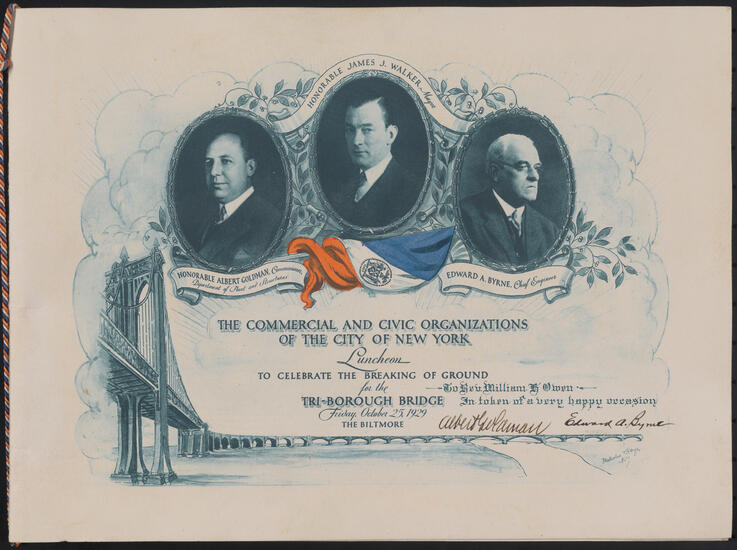 HONORABLE JAMES J. WALKER, Mayor
HONORABLE ALBERT GOLDMAN, Commissioner,
Department of Plant and Structures
EDWARD A. BYRNE, Chief Engineer
THE COMMERCIAL AND CIVIC ORGANIZATIONS
OF THE CITY OF NEW YORK
Luncheon
TO CELEBRATE THE BREAKING OF GROUND
for the
TRI-BOROUGH BRIDGE
Friday, October 25, 1929
THE BILTMORE
To Rev. William H Owen
In token of a very happy occasion
Albert Goldman
Edward A. Byrne